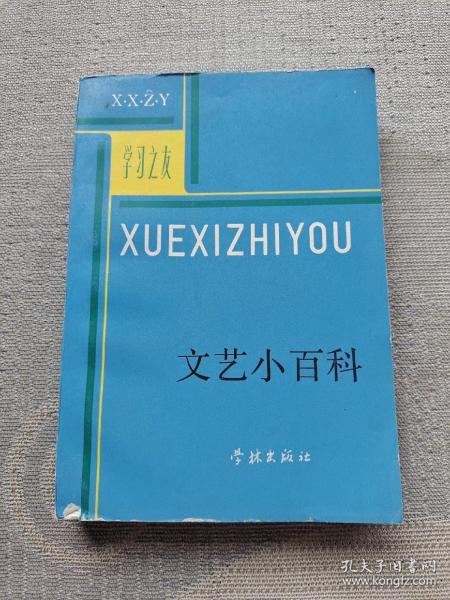 X·X·Ẑ·Y
学习之友
XUEXIZHIYOU
文艺小百科
学林出版社
孔夫子旧书网
www.kongfz.com